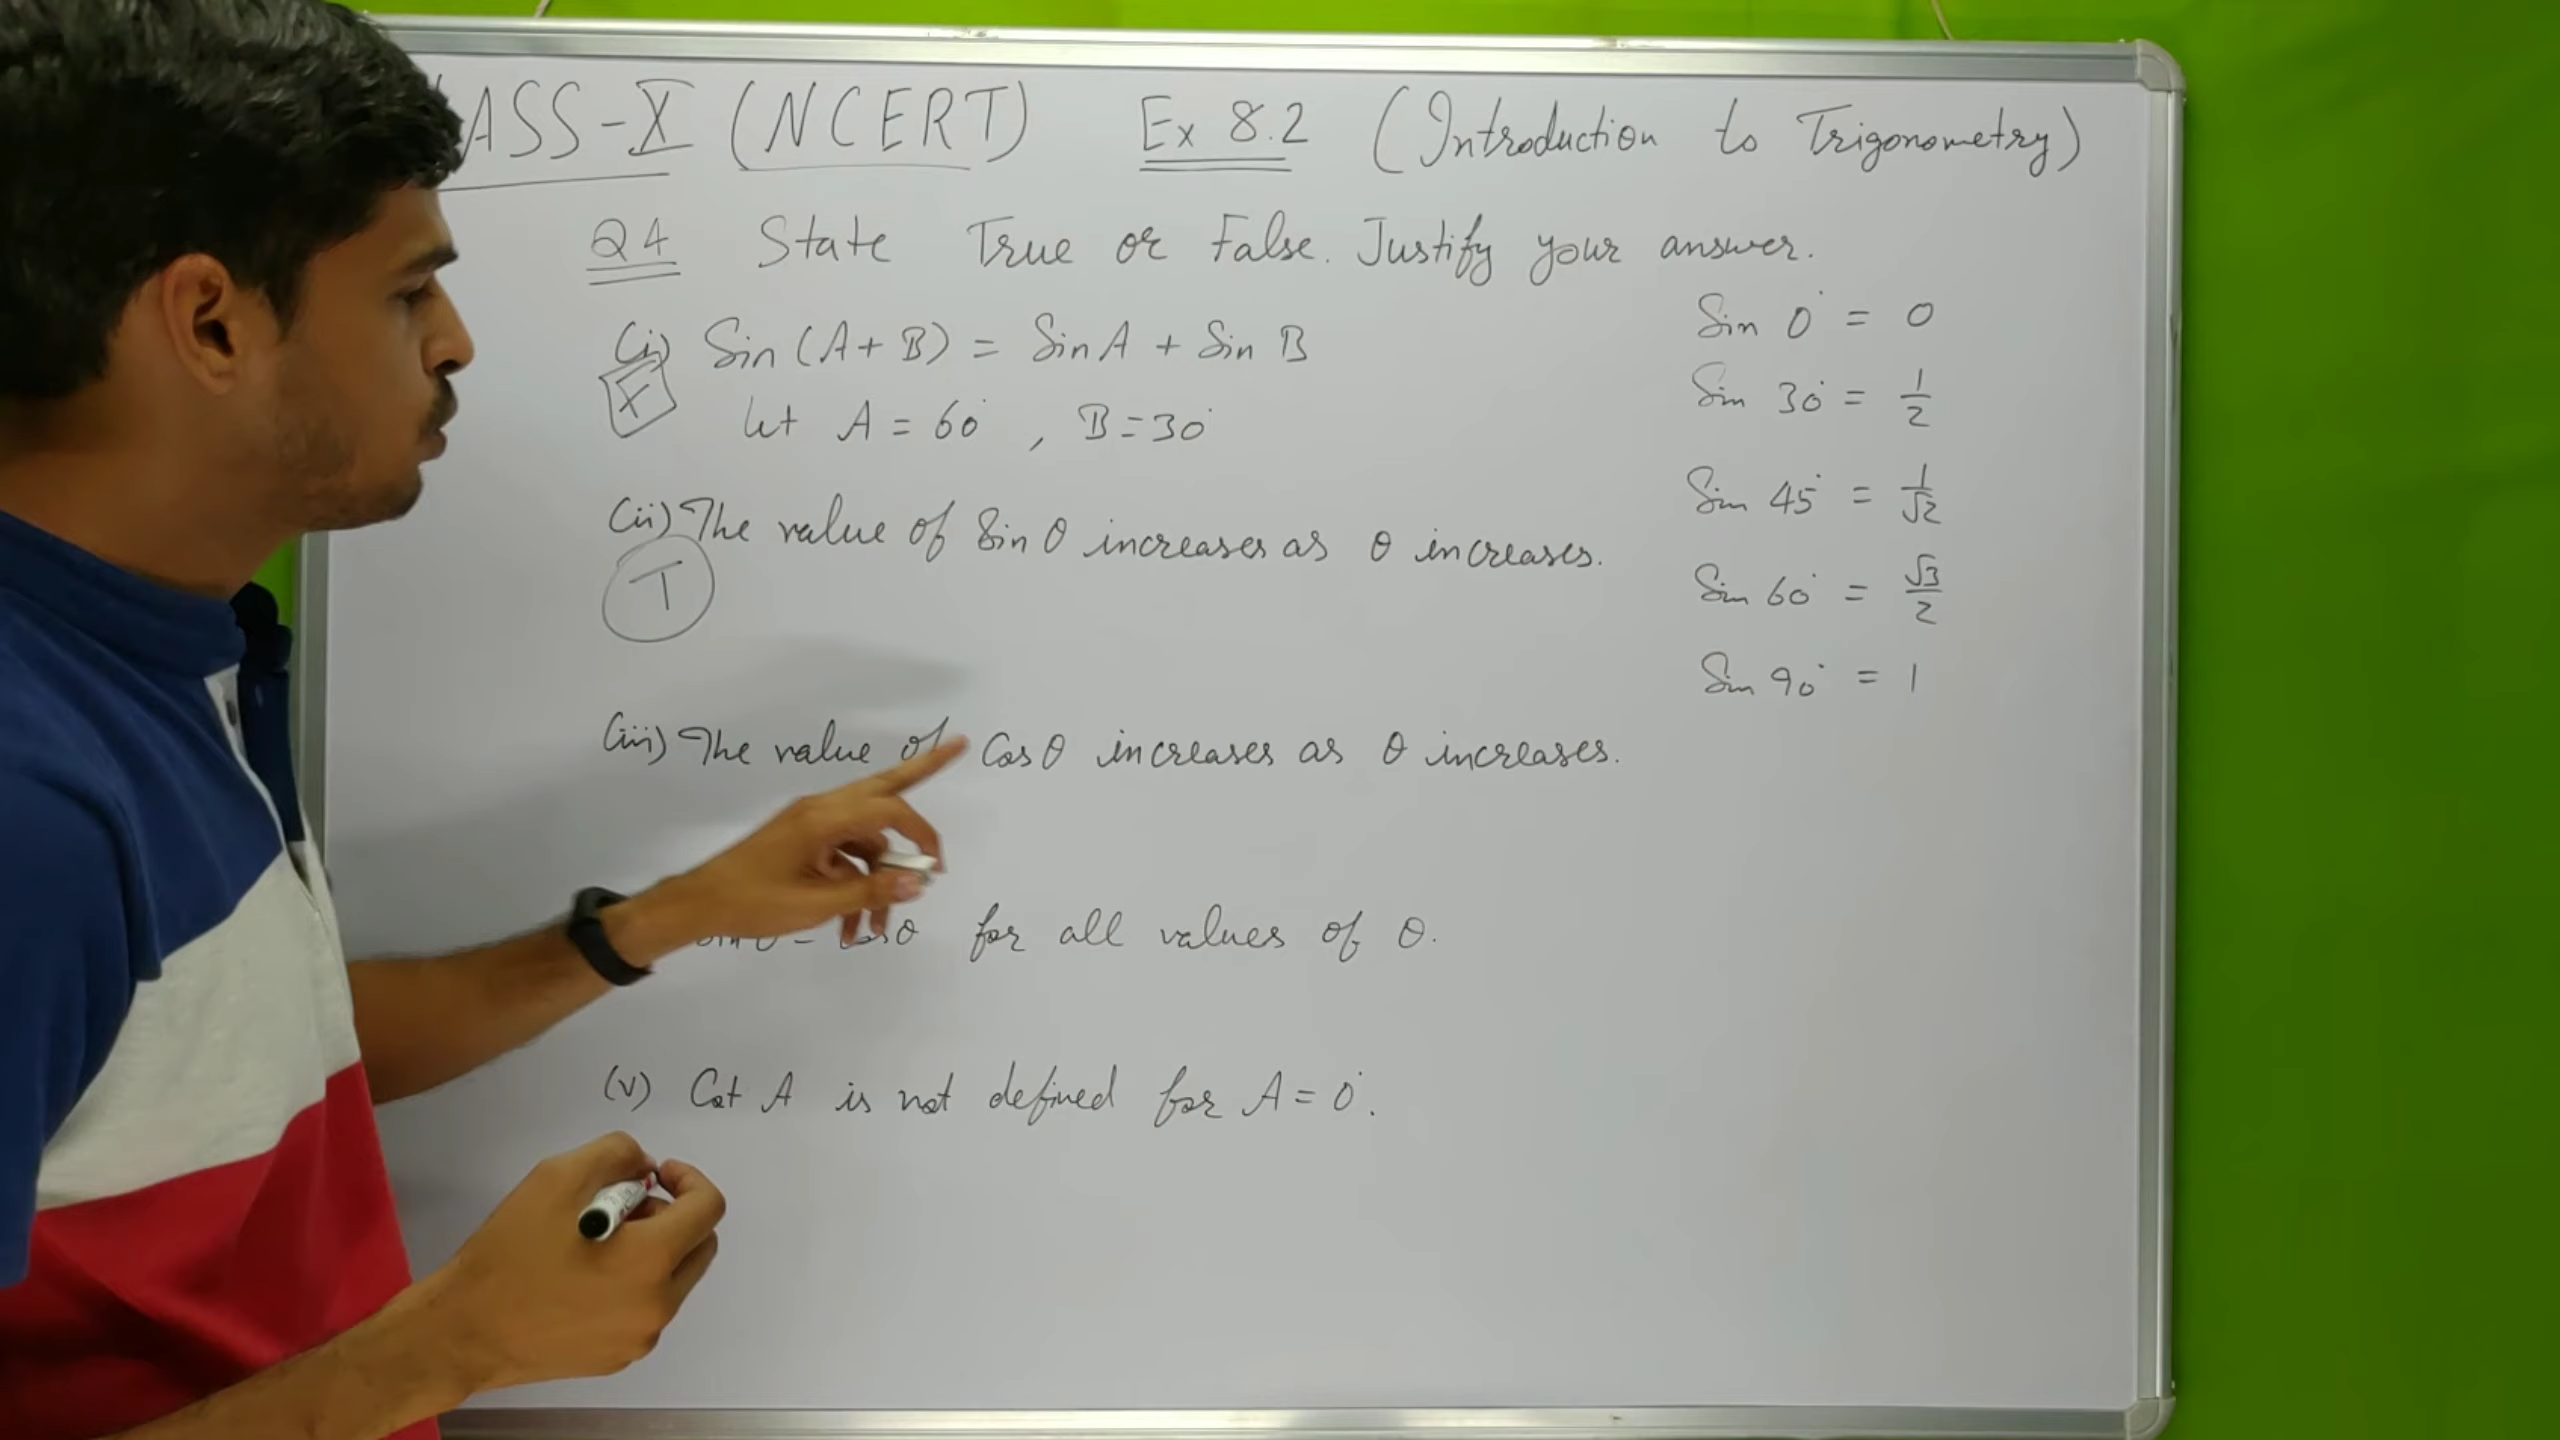 ASS-X (NCERT) Ex 8.2 (Introduction to Trigonometry)
Q4 State True or False. Justify your answer.
(i) Sin (A + B) = Sin A + Sin B
X
let A = 60° , B = 30°
(ii) The value of Sin θ increases as θ increases.
T
(iii) The value of Cos θ increases as θ increases.
Sin θ = Cos θ for all values of θ.
(v) Cot A is not defined for A = 0°.
Sin 0° = 0
Sin 30° = 1/2
Sin 45° = 1/√2
Sin 60° = √3/2
Sin 90° = 1